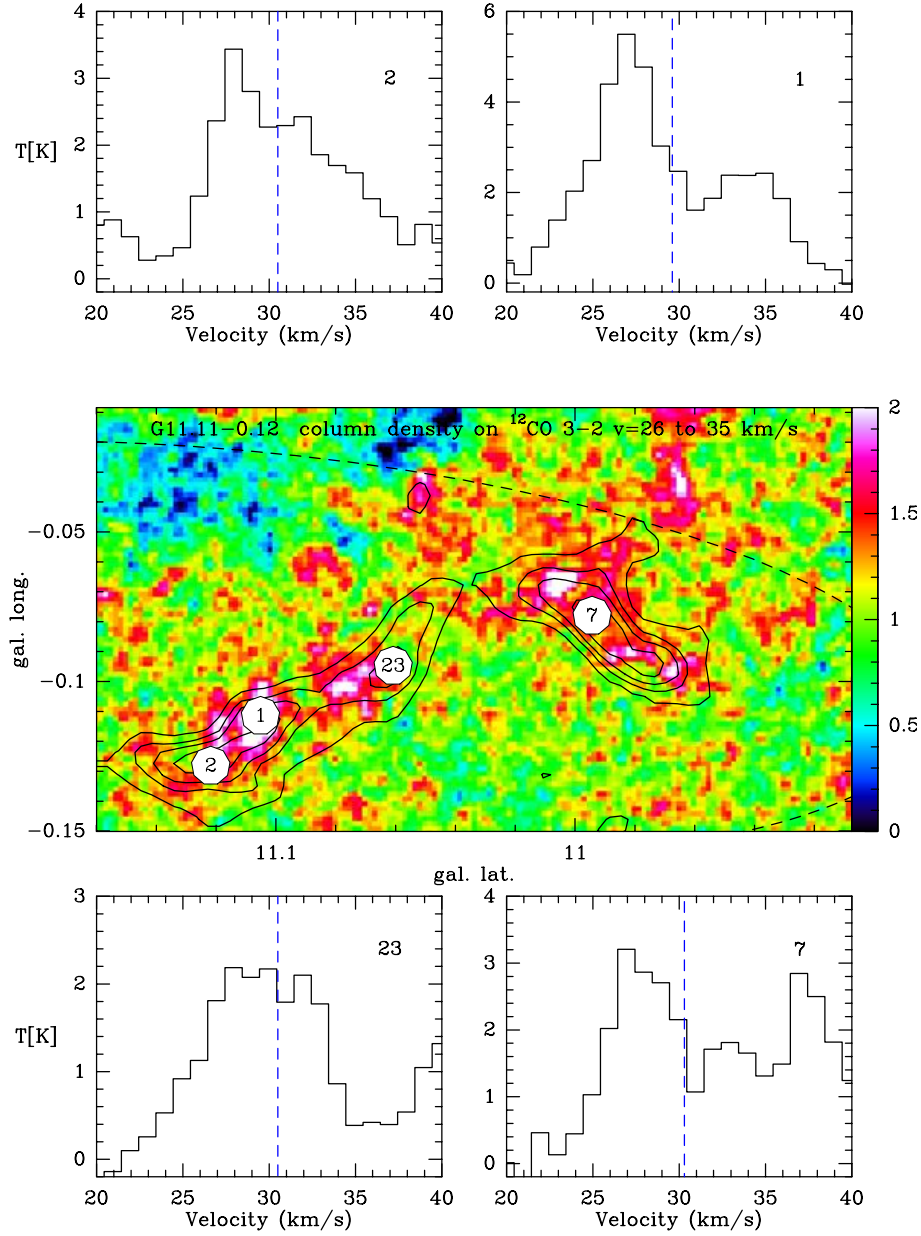 4
3
2
1
0
T[K]
2
20 25 30 35 40
Velocity (km/s)
6
4
2
0
1
20 25 30 35 40
Velocity (km/s)
G11.11-0.12 column density on ¹²CO 3-2 v=26 to 35 km/s
-0.05
-0.1
-0.15
gal. long.
7
23
1
2
2
1.5
1
0.5
0
11.1 11
gal. lat.
3
2
1
0
T[K]
23
20 25 30 35 40
Velocity (km/s)
4
3
2
1
0
7
20 25 30 35 40
Velocity (km/s)